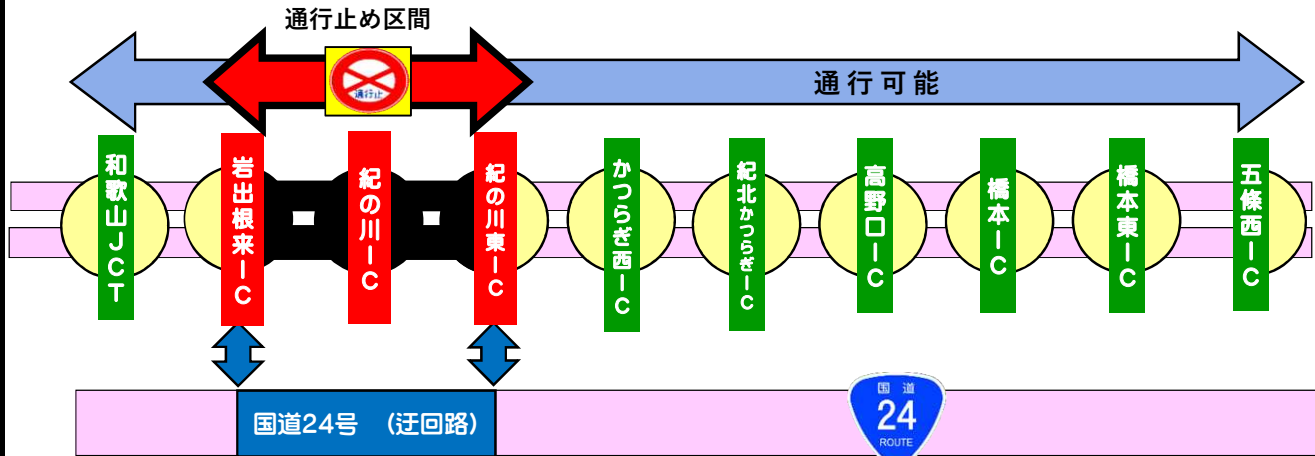 通行止め区間
通行止
通行可能
和歌山JCT
岩出根来IC
紀の川IC
紀の川東IC
かつらぎ西IC
紀北かつらぎIC
高野口IC
橋本IC
橋本東IC
五條西IC
国道24号 (迂回路)
国道
24
ROUTE